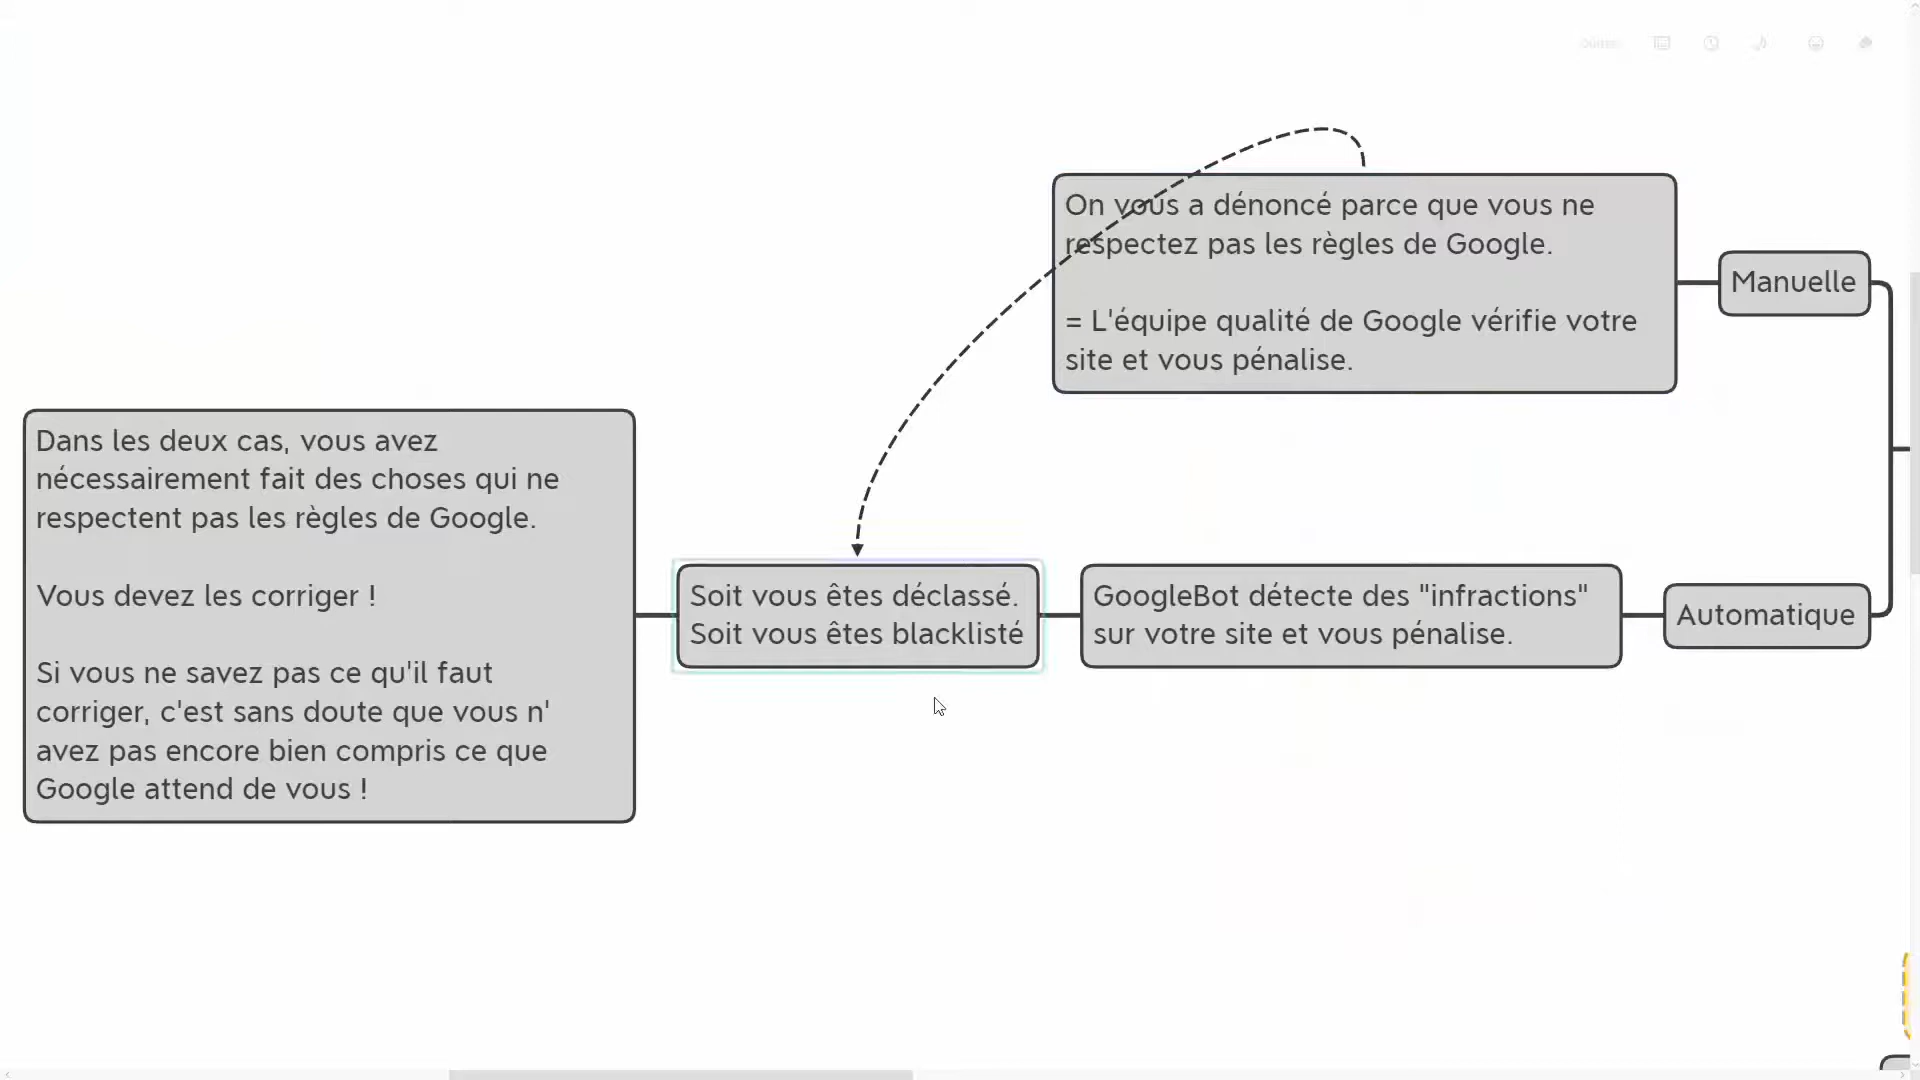 On vous a dénoncé parce que vous ne
respectez pas les règles de Google.
= L'équipe qualité de Google vérifie votre
site et vous pénalise.
Manuelle
Dans les deux cas, vous avez
nécessairement fait des choses qui ne
respectent pas les règles de Google.
Vous devez les corriger !
Si vous ne savez pas ce qu'il faut
corriger, c'est sans doute que vous n'
avez pas encore bien compris ce que
Google attend de vous !
Soit vous êtes déclassé.
Soit vous êtes blacklisté
GoogleBot détecte des "infractions"
sur votre site et vous pénalise.
Automatique